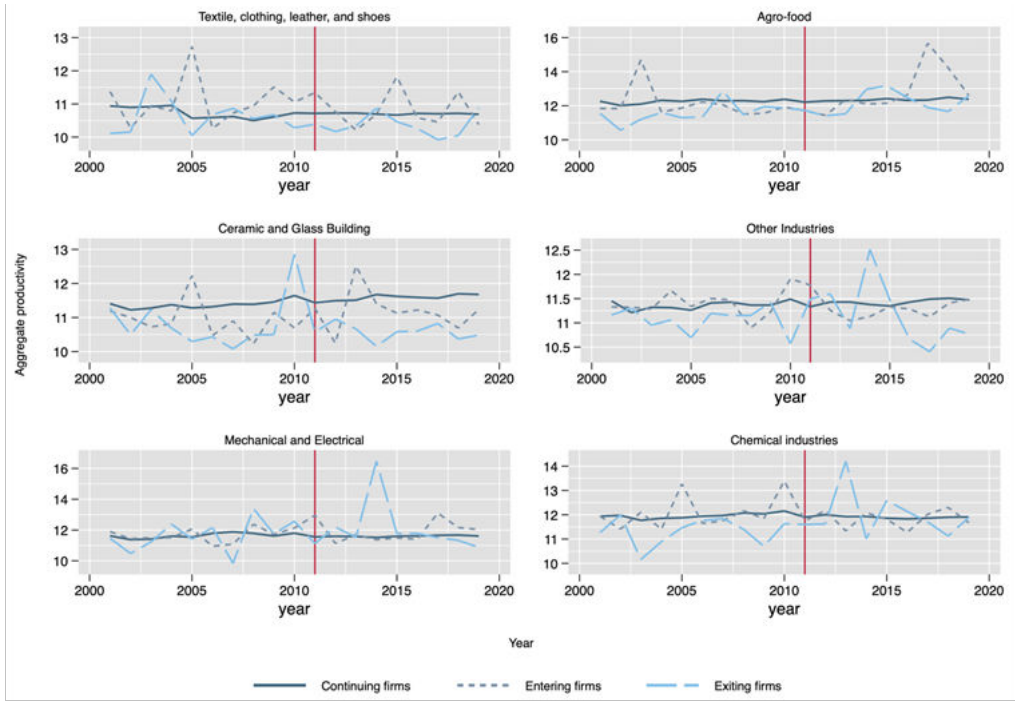 Textile, clothing, leather, and shoes
13
12
11
10
2000 2005 2010 2015 2020
year
Agro-food
16
14
12
10
2000 2005 2010 2015 2020
year
Aggregate productivity
Ceramic and Glass Building
13
12
11
10
2000 2005 2010 2015 2020
year
Other Industries
12.5
12
11.5
11
10.5
2000 2005 2010 2015 2020
year
Mechanical and Electrical
16
14
12
10
2000 2005 2010 2015 2020
year
Chemical industries
14
13
12
11
10
2000 2005 2010 2015 2020
year
Year
Continuing firms Entering firms Exiting firms